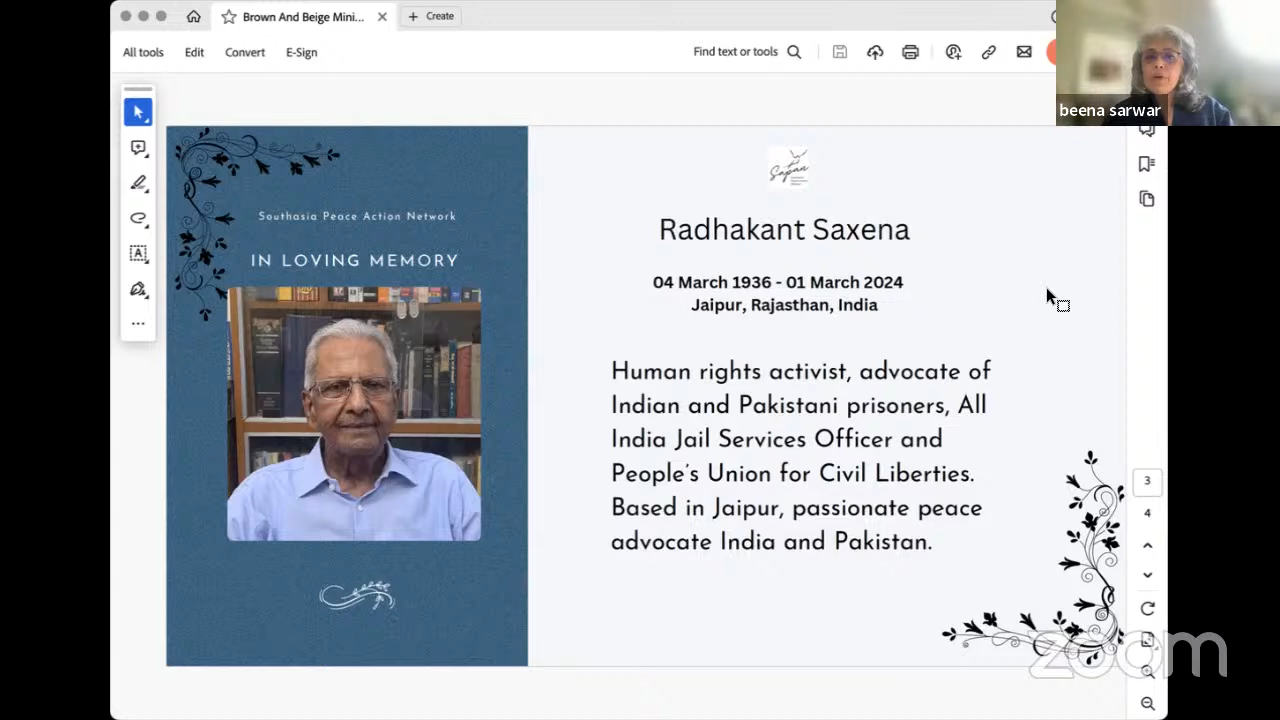 Brown And Beige Mini...
Create
All tools
Edit
Convert
E-Sign
Find text or tools
beena sarwar
Southasia Peace Action Network
IN LOVING MEMORY
Sapan
Radhakant Saxena
04 March 1936 - 01 March 2024
Jaipur, Rajasthan, India
Human rights activist, advocate of
Indian and Pakistani prisoners, All
India Jail Services Officer and
People's Union for Civil Liberties.
Based in Jaipur, passionate peace
advocate India and Pakistan.
3
4
zoom